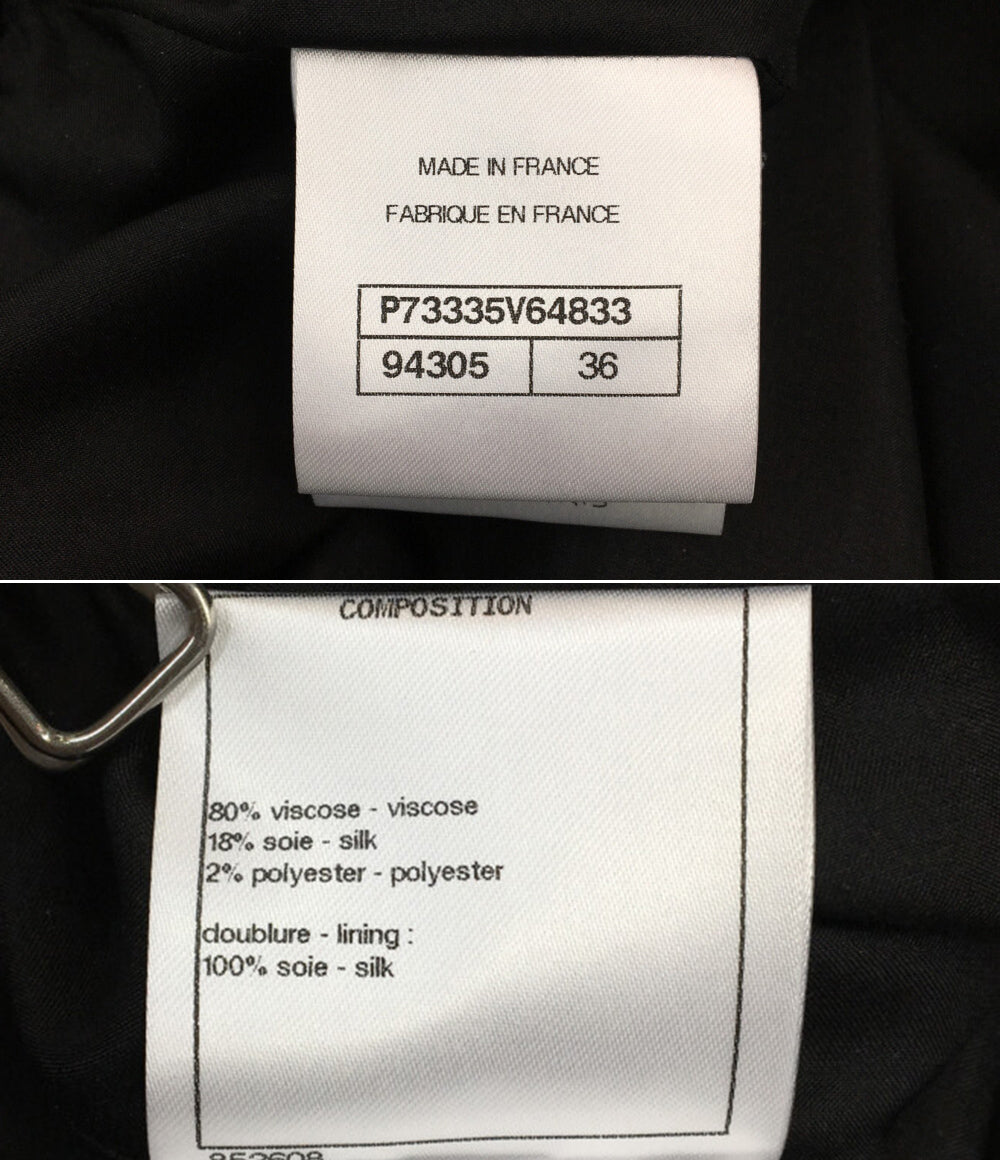 MADE IN FRANCE
FABRIQUE EN FRANCE
P73335V64833
94305 36
COMPOSITION
80% viscose - viscose
18% soie - silk
2% polyester - polyester
doublure - lining :
100% soie - silk